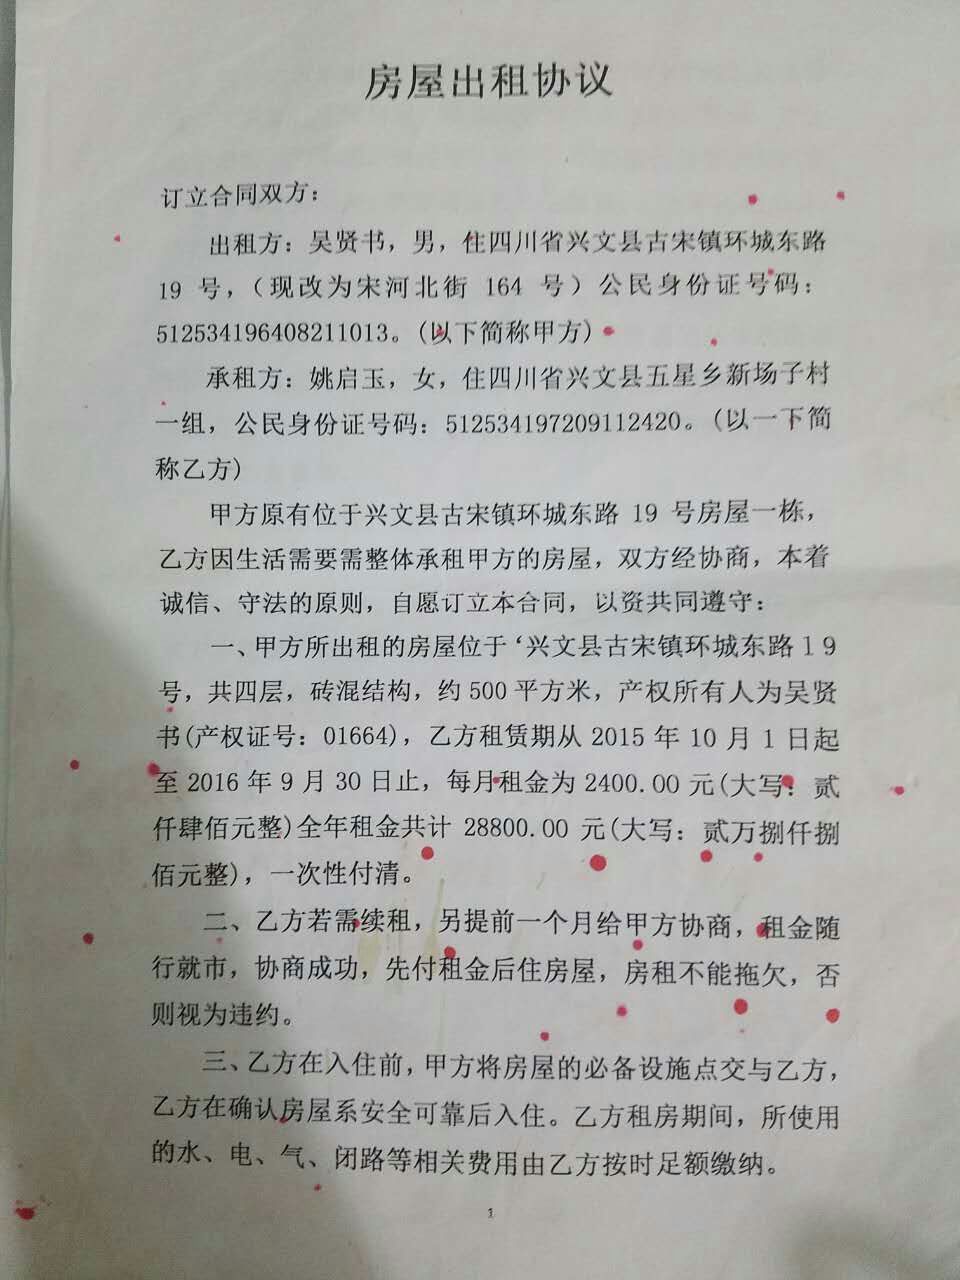 房屋出租协议
订立合同双方：
出租方：吴贤书，男，住四川省兴文县古宋镇环城东路
19 号，（现改为宋河北街 164 号）公民身份证号码：
512534196408211013。(以下简称甲方)
承租方：姚启玉，女，住四川省兴文县五星乡新场子村
一组，公民身份证号码：512534197209112420。(以一下简
称乙方)
甲方原有位于兴文县古宋镇环城东路 19 号房屋一栋，
乙方因生活需要需整体承租甲方的房屋，双方经协商，本着
诚信、守法的原则，自愿订立本合同，以资共同遵守：
一、甲方所出租的房屋位于‘兴文县古宋镇环城东路19
号，共四层，砖混结构，约500平方米，产权所有人为吴贤
书(产权证号：01664)，乙方租赁期从 2015 年 10 月 1 日起
至 2016 年 9 月 30 日止，每月租金为 2400.00 元(大写：贰
仟肆佰元整)全年租金共计 28800.00 元(大写：贰万捌仟捌
佰元整)，一次性付清。
二、乙方若需续租，另提前一个月给甲方协商，租金随
行就市，协商成功，先付租金后住房屋，房租不能拖欠，否
则视为违约。
三、乙方在入住前，甲方将房屋的必备设施点交与乙方，
乙方在确认房屋系安全可靠后入住。乙方租房期间，所使用
的水、电、气、闭路等相关费用由乙方按时足额缴纳。
1